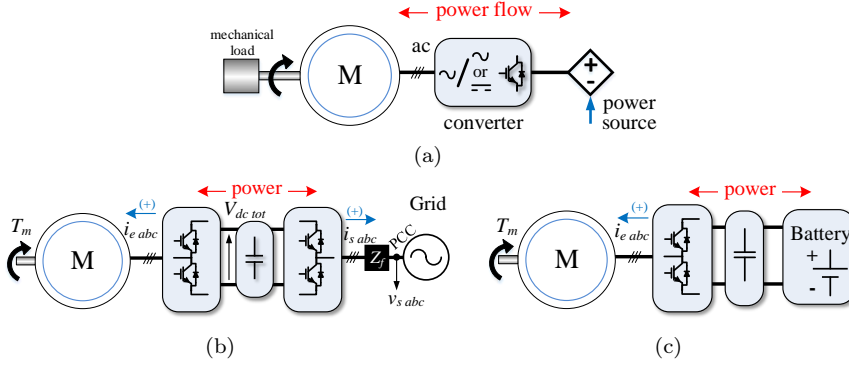 power flow
mechanical
load
M
ac
or
+
-
converter
power
source
(a)
power
(+)
(+)
T_m
i_e abc
V_dc tot
i_s abc
PCC
Grid
M
Z_f
v_s abc
(b)
power
(+)
T_m
i_e abc
M
Battery
+
-
(c)